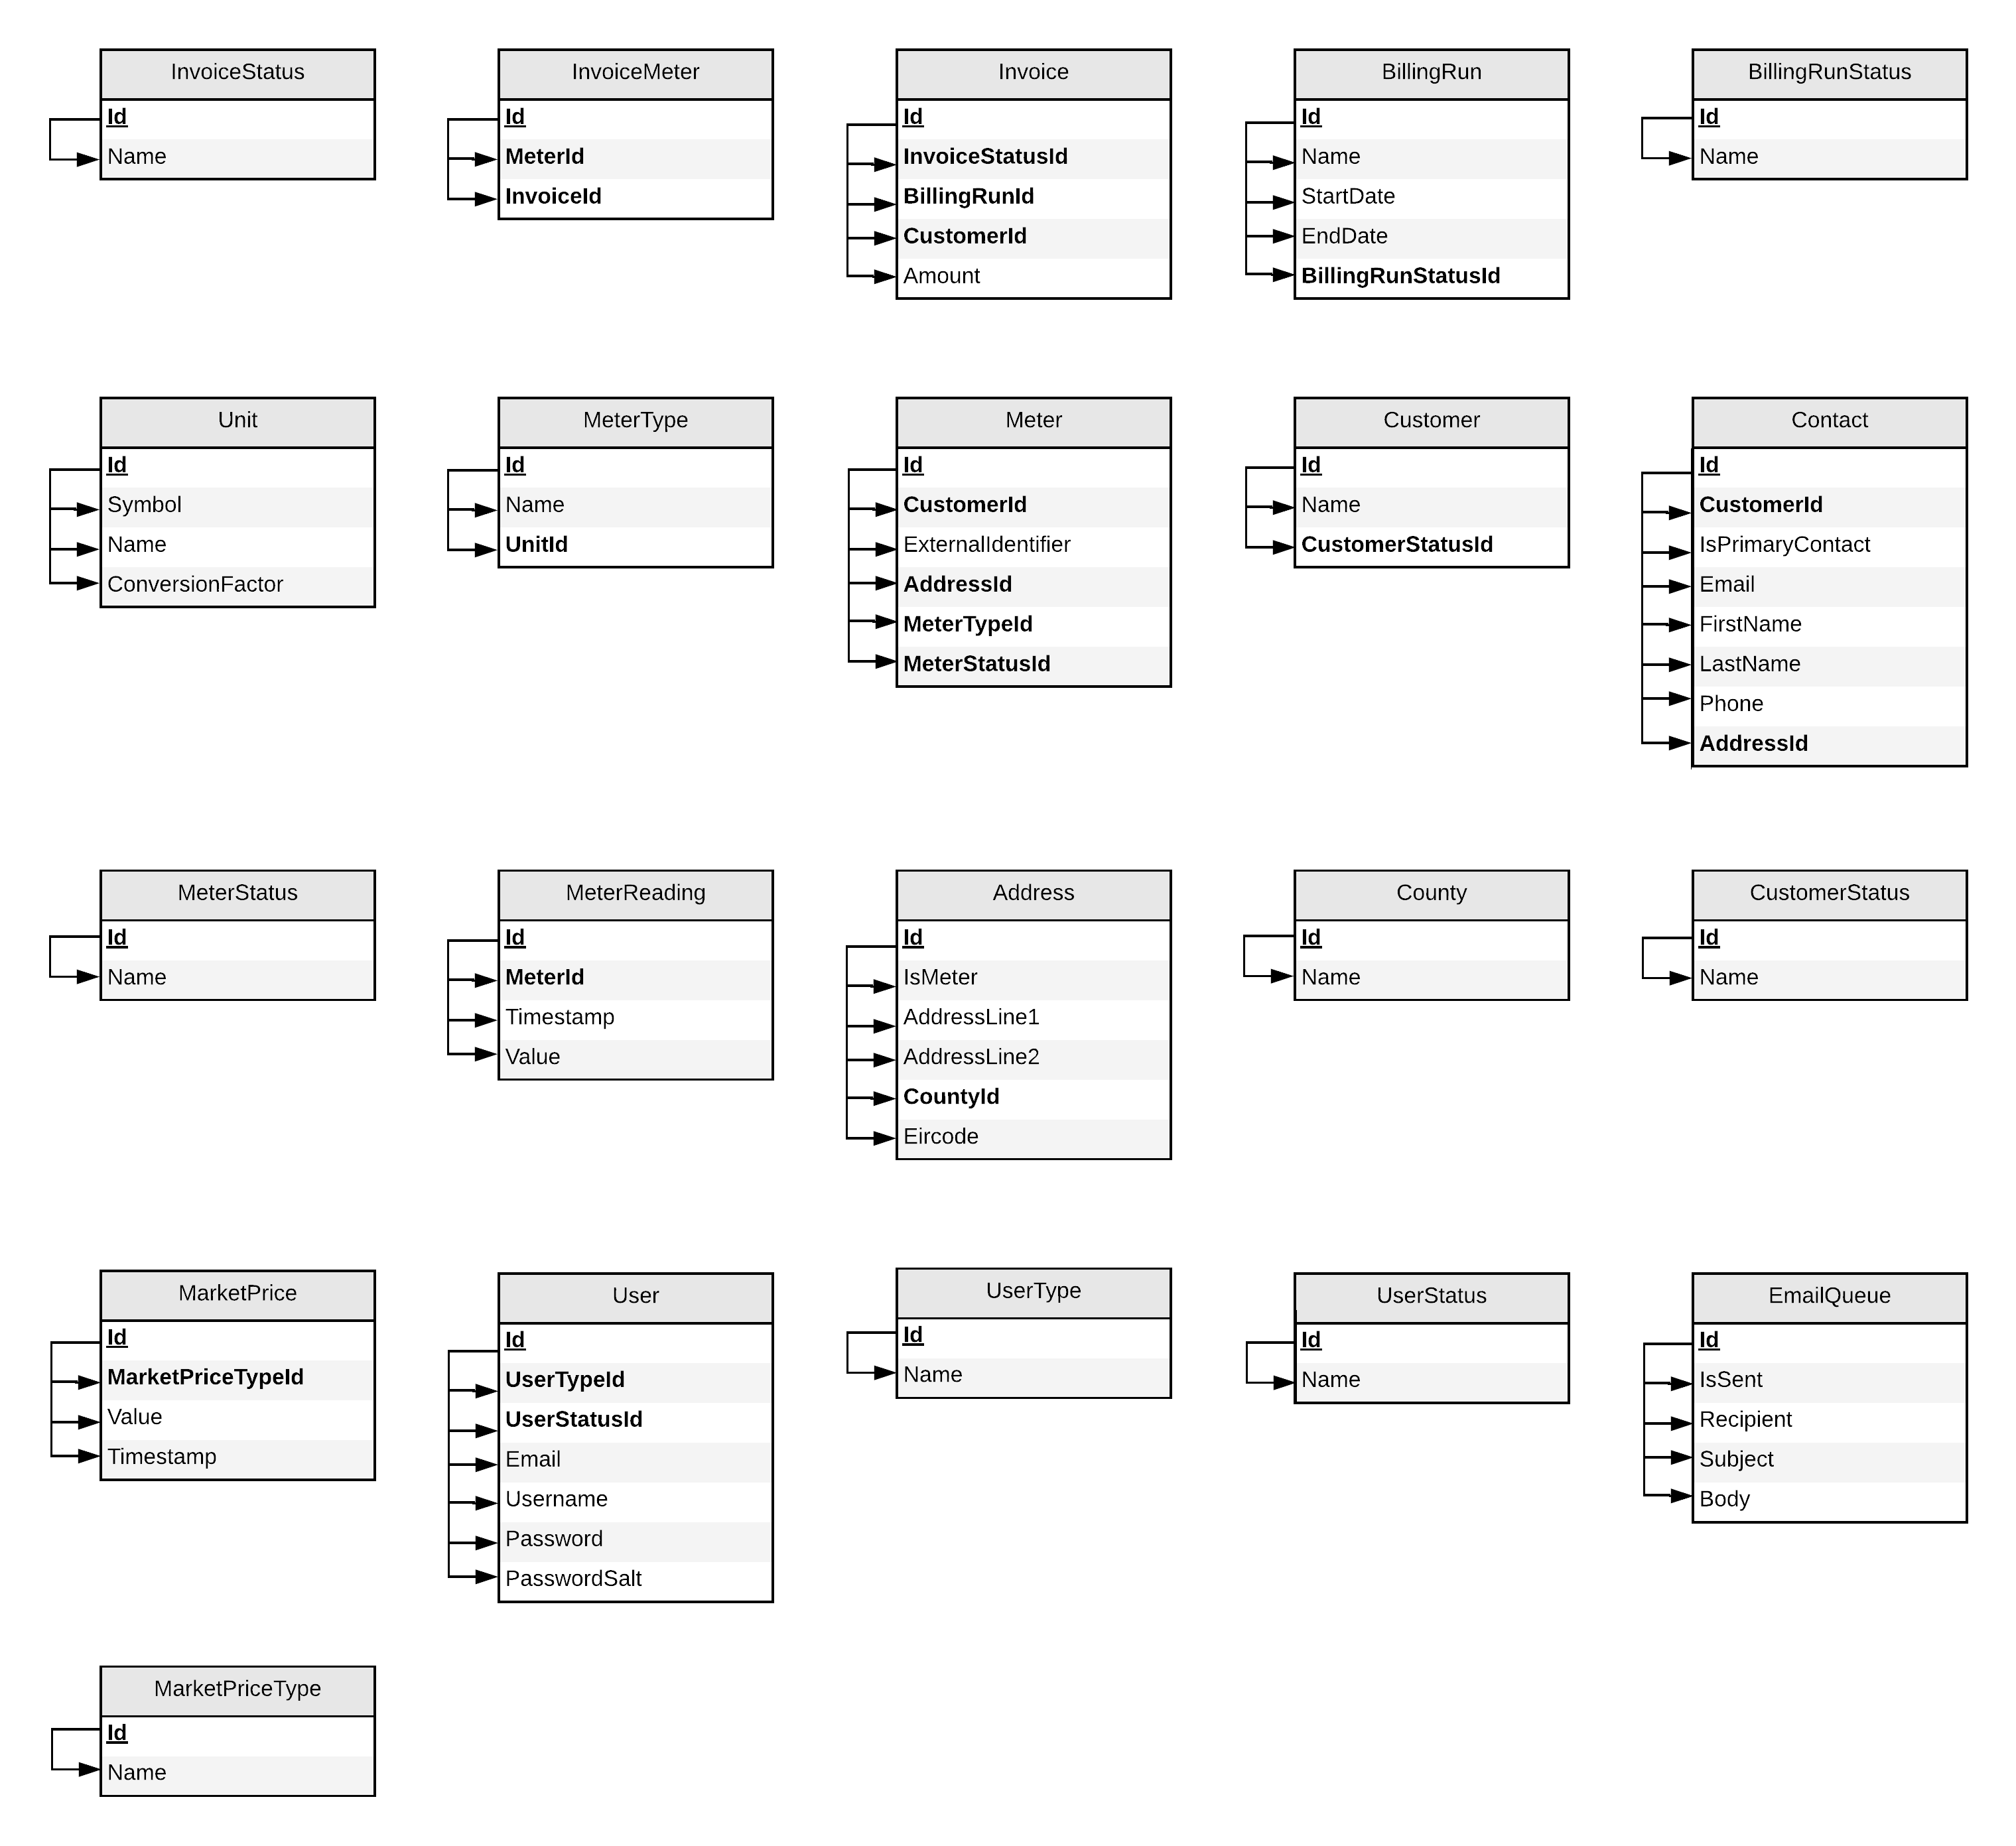 InvoiceStatus
Id
Name
InvoiceMeter
Id
MeterId
InvoiceId
Invoice
Id
InvoiceStatusId
BillingRunId
CustomerId
Amount
BillingRun
Id
Name
StartDate
EndDate
BillingRunStatusId
BillingRunStatus
Id
Name
Unit
Id
Symbol
Name
ConversionFactor
MeterType
Id
Name
UnitId
Meter
Id
CustomerId
ExternalIdentifier
AddressId
MeterTypeId
MeterStatusId
Customer
Id
Name
CustomerStatusId
Contact
Id
CustomerId
IsPrimaryContact
Email
FirstName
LastName
Phone
AddressId
MeterStatus
Id
Name
MeterReading
Id
MeterId
Timestamp
Value
Address
Id
IsMeter
AddressLine1
AddressLine2
CountyId
Eircode
County
Id
Name
CustomerStatus
Id
Name
MarketPrice
Id
MarketPriceTypeId
Value
Timestamp
User
Id
UserTypeId
UserStatusId
Email
Username
Password
PasswordSalt
UserType
Id
Name
UserStatus
Id
Name
EmailQueue
Id
IsSent
Recipient
Subject
Body
MarketPriceType
Id
Name